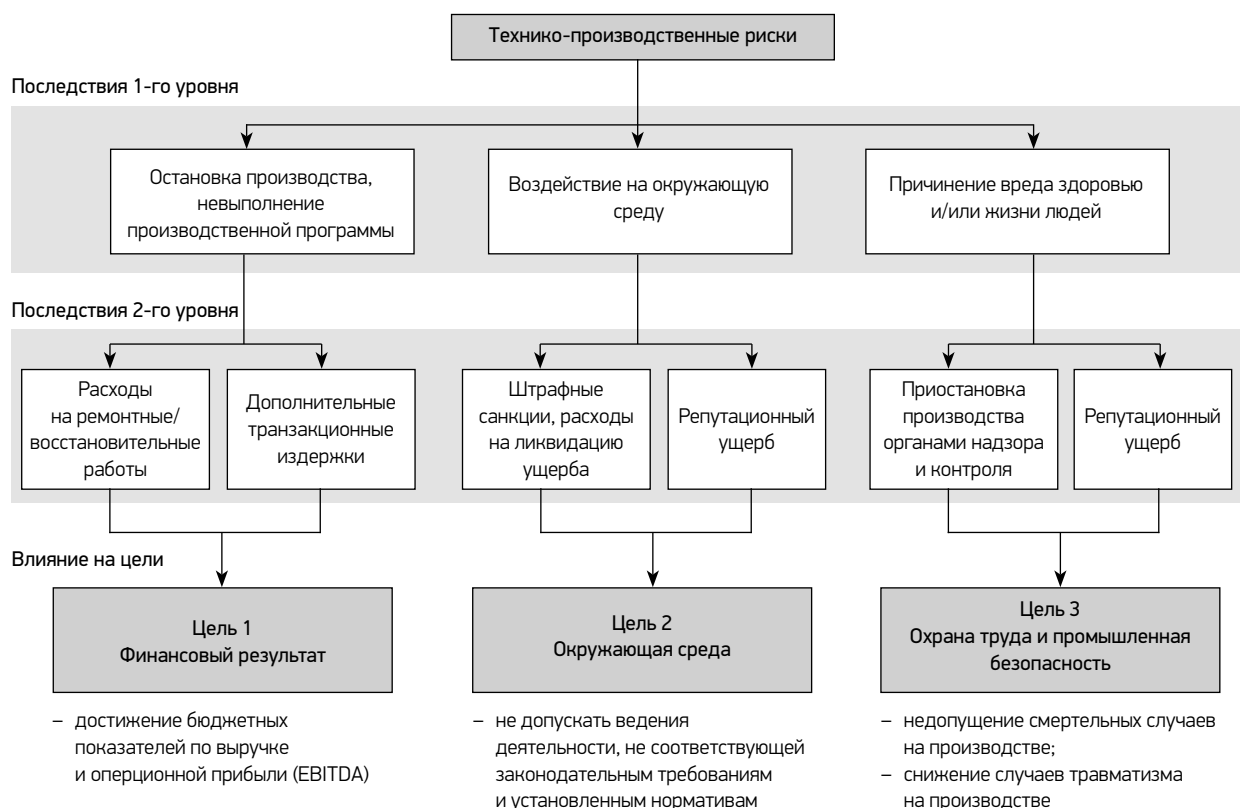 Технико-производственные риски
Последствия 1-го уровня
Остановка производства,
невыполнение
производственной программы
Воздействие на окружающую
среду
Причинение вреда здоровью
и/или жизни людей
Последствия 2-го уровня
Расходы
на ремонтные/
восстановительные
работы
Дополнительные
транзакционные
издержки
Штрафные
санкции, расходы
на ликвидацию
ущерба
Репутационный
ущерб
Приостановка
производства
органами надзора
и контроля
Репутационный
ущерб
Влияние на цели
Цель 1
Финансовый результат
Цель 2
Окружающая среда
Цель 3
Охрана труда и промышленная
безопасность
– достижение бюджетных
показателей по выручке
и оперционной прибыли (EBITDA)
– не допускать ведения
деятельности, не соответствующей
законодательным требованиям
и установленным нормативам
– недопущение смертельных случаев
на производстве;
– снижение случаев травматизма
на производстве